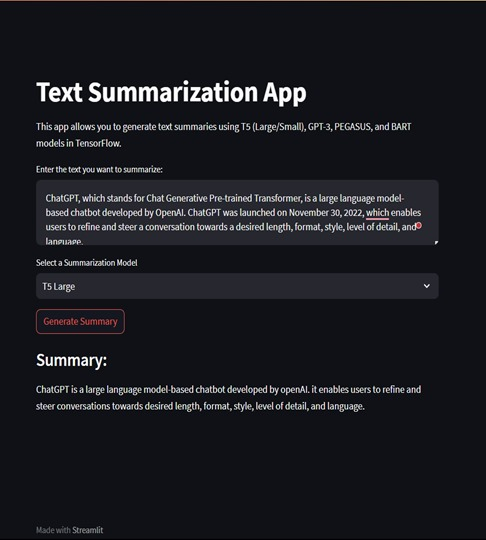 Text Summarization App
This app allows you to generate text summaries using T5 (Large/Small), GPT-3, PEGASUS, and BART
models in TensorFlow.
Enter the text you want to summarize:
ChatGPT, which stands for Chat Generative Pre-trained Transformer, is a large language model-
based chatbot developed by OpenAI. ChatGPT was launched on November 30, 2022, which enables
users to refine and steer a conversation towards a desired length, format, style, level of detail, and
language.
Select a Summarization Model
T5 Large
Generate Summary
Summary:
ChatGPT is a large language model-based chatbot developed by openAI. it enables users to refine and
steer conversations towards desired length, format, style, level of detail, and language.
Made with Streamlit